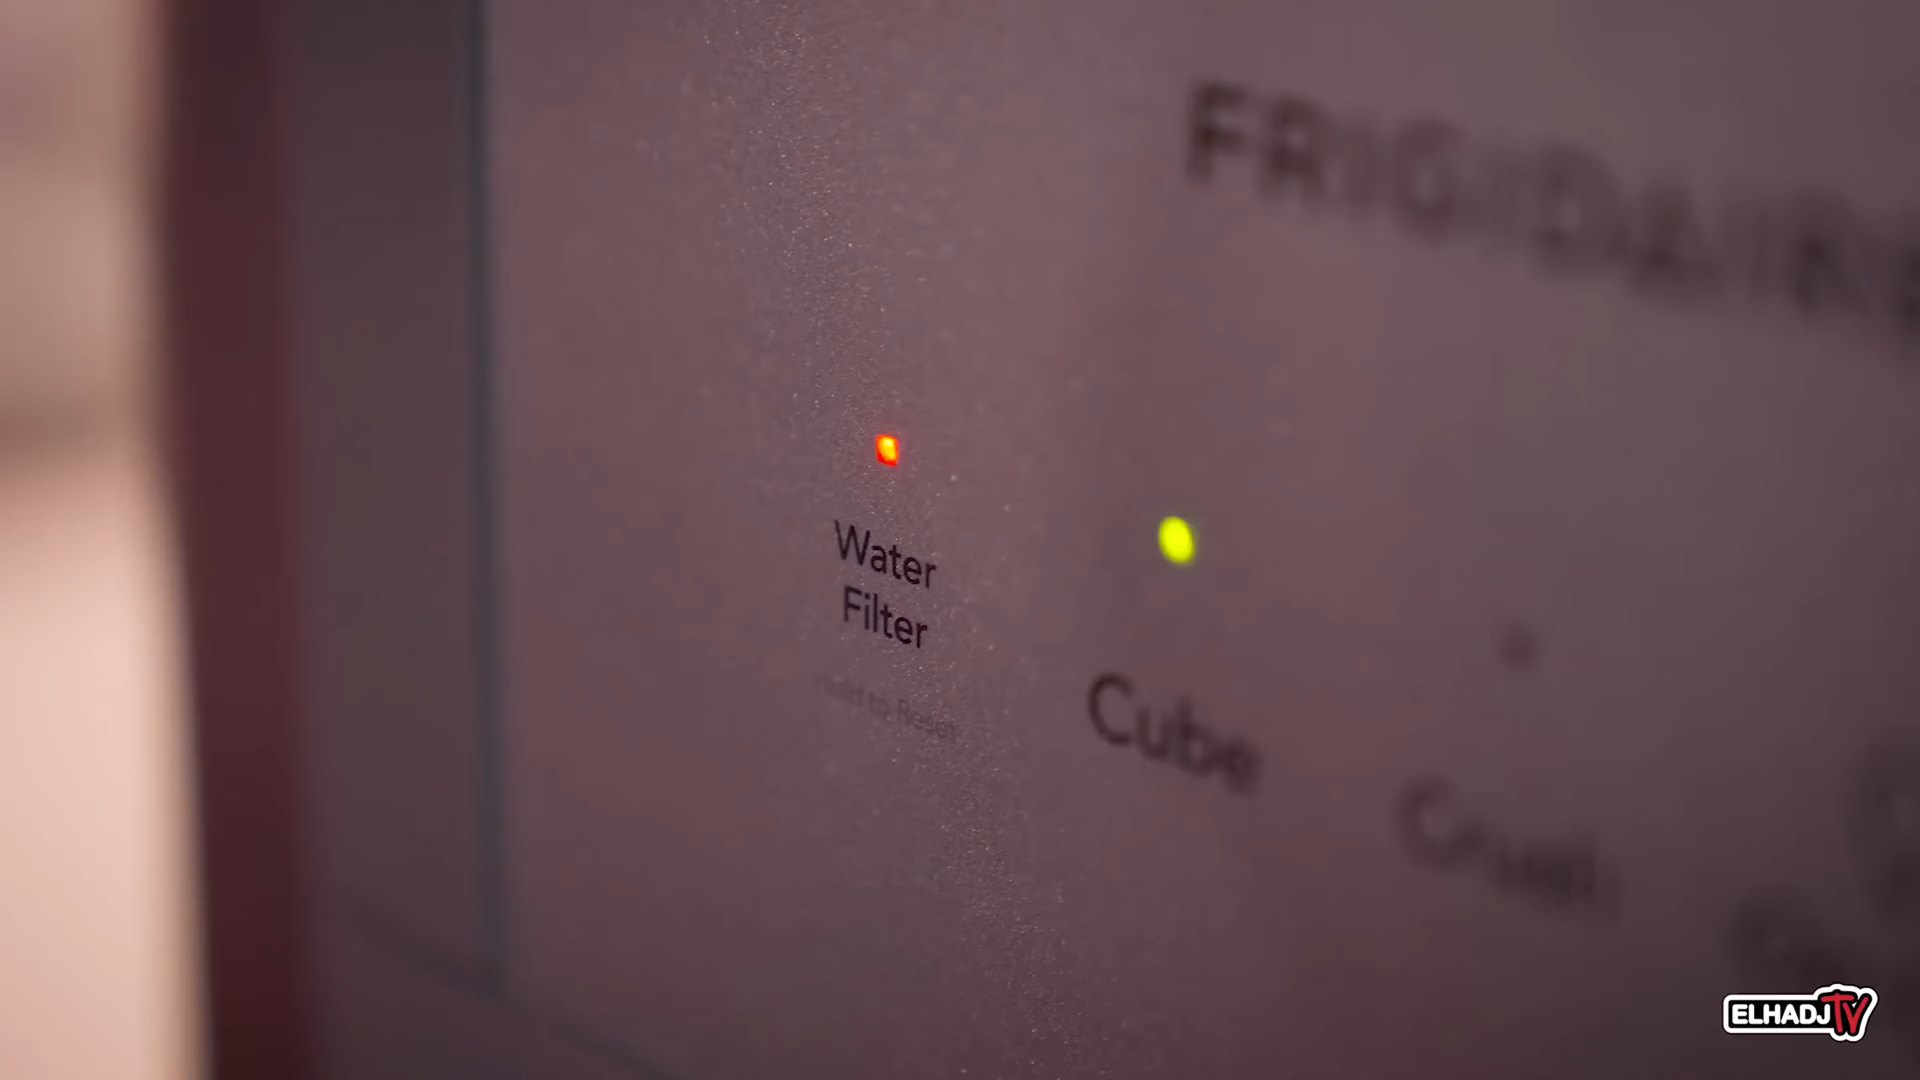 FRIGIDAIRE
Water
Filter
Hold to Reset
Cube
Crush
ELHADJTV